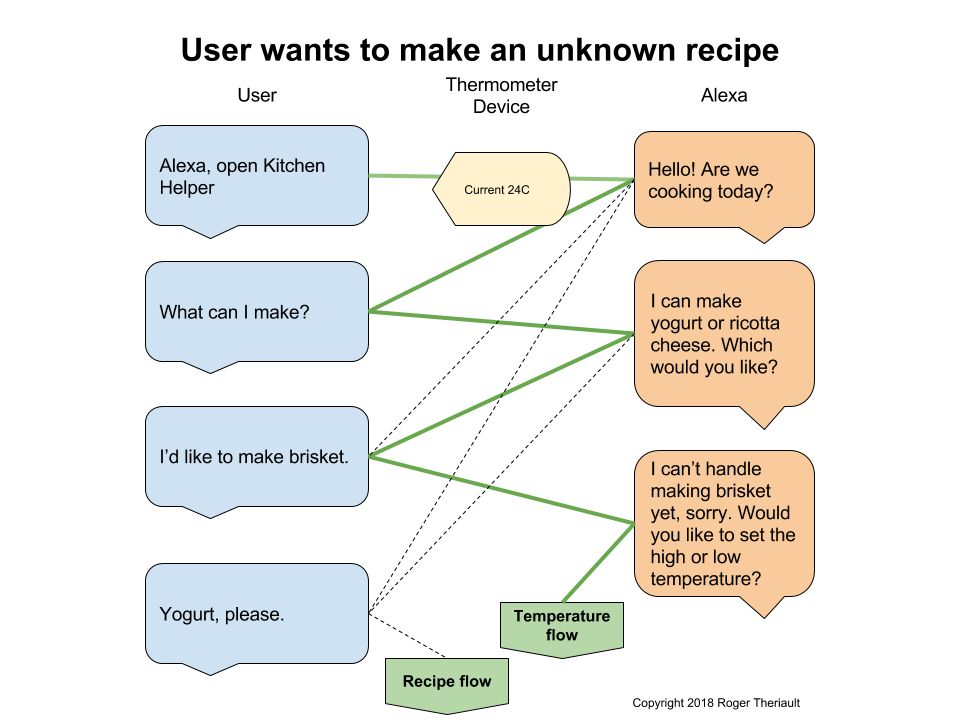 User wants to make an unknown recipe
User
Thermometer
Device
Alexa
Alexa, open Kitchen
Helper
Current 24C
Hello! Are we
cooking today?
What can I make?
I can make
yogurt or ricotta
cheese. Which
would you like?
I’d like to make brisket.
I can’t handle
making brisket
yet, sorry. Would
you like to set the
high or low
temperature?
Yogurt, please.
Temperature
flow
Recipe flow
Copyright 2018 Roger Theriault